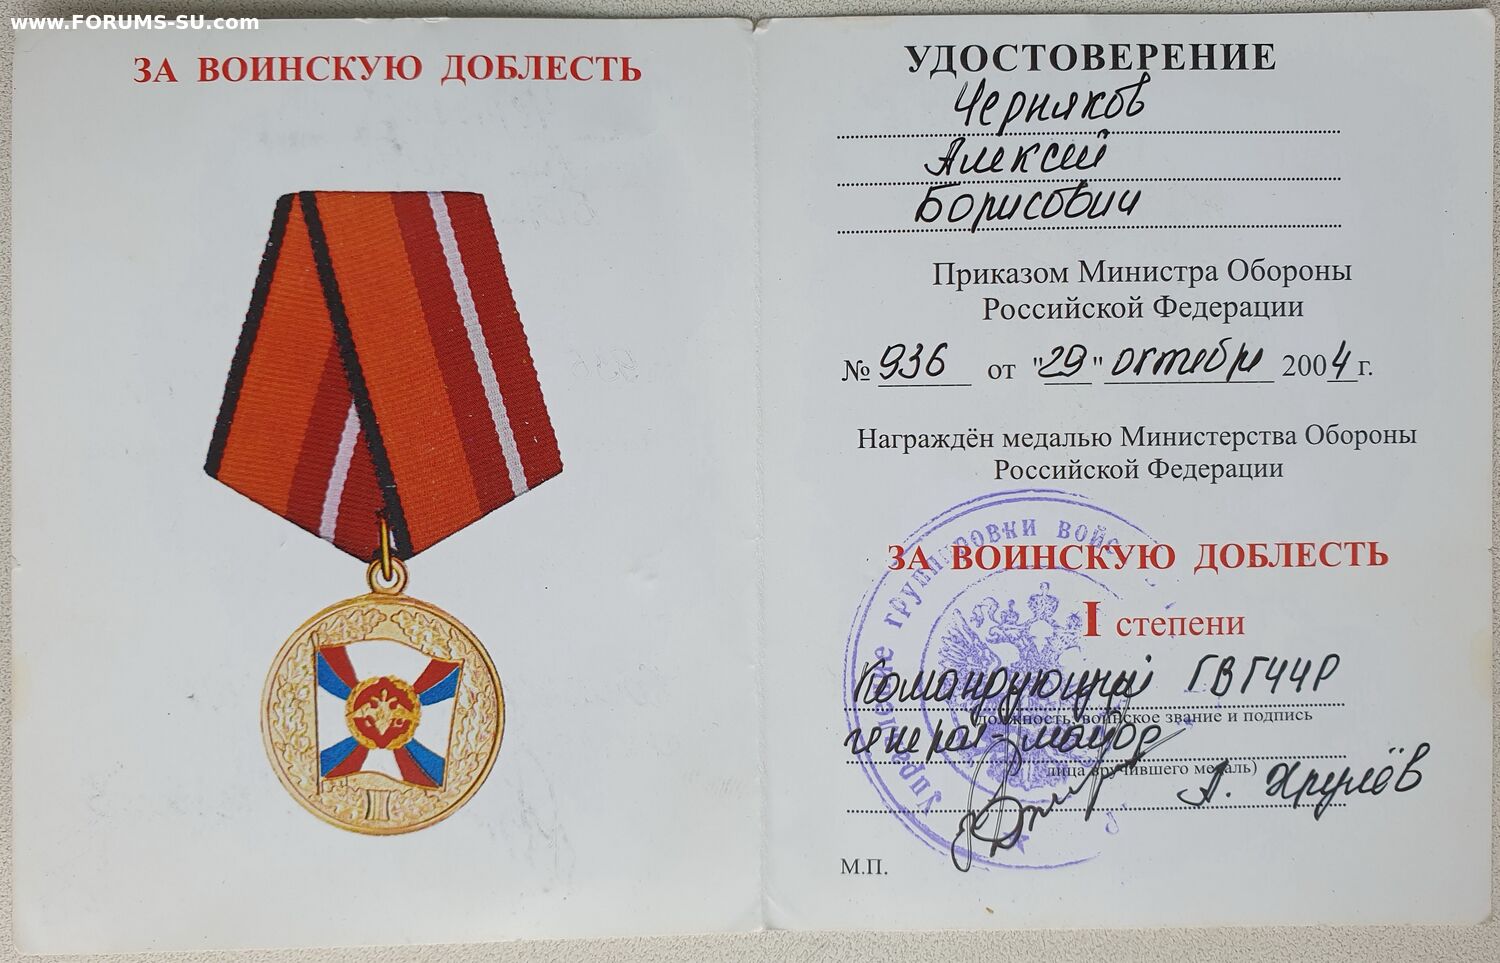 www.FORUMS-SU.com
ЗА ВОИНСКУЮ ДОБЛЕСТЬ
УДОСТОВЕРЕНИЕ
Черняков
Алексей
Борисович
Приказом Министра Обороны
Российской Федерации
№ 936 от "29" октября 2004 г.
Награждён медалью Министерства Обороны
Российской Федерации
ЗА ВОИНСКУЮ ДОБЛЕСТЬ
I степени
Командующий ГВГЧЧР
должность, воинское звание и подпись
генерал-майор
лица вручившего медаль)
А. Хрулёв
М.П.
группировки войс